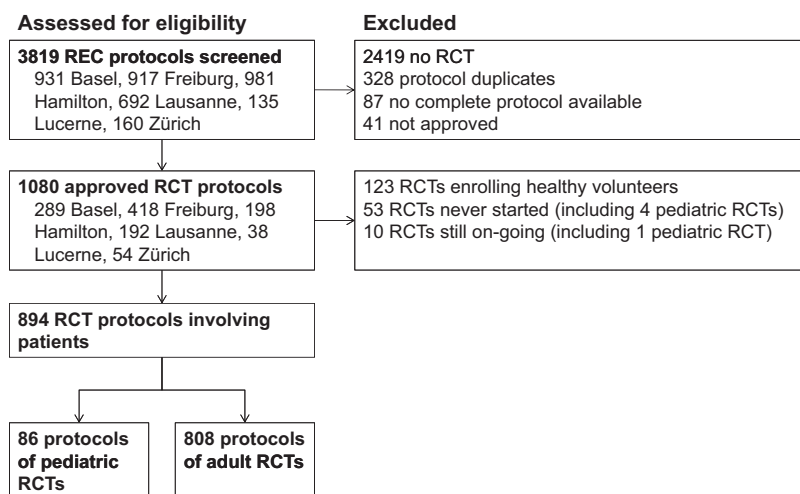 Assessed for eligibility
Excluded
3819 REC protocols screened
931 Basel, 917 Freiburg, 981
Hamilton, 692 Lausanne, 135
Lucerne, 160 Zürich
2419 no RCT
328 protocol duplicates
87 no complete protocol available
41 not approved
1080 approved RCT protocols
289 Basel, 418 Freiburg, 198
Hamilton, 192 Lausanne, 38
Lucerne, 54 Zürich
123 RCTs enrolling healthy volunteers
53 RCTs never started (including 4 pediatric RCTs)
10 RCTs still on-going (including 1 pediatric RCT)
894 RCT protocols involving
patients
86 protocols
of pediatric
RCTs
808 protocols
of adult RCTs